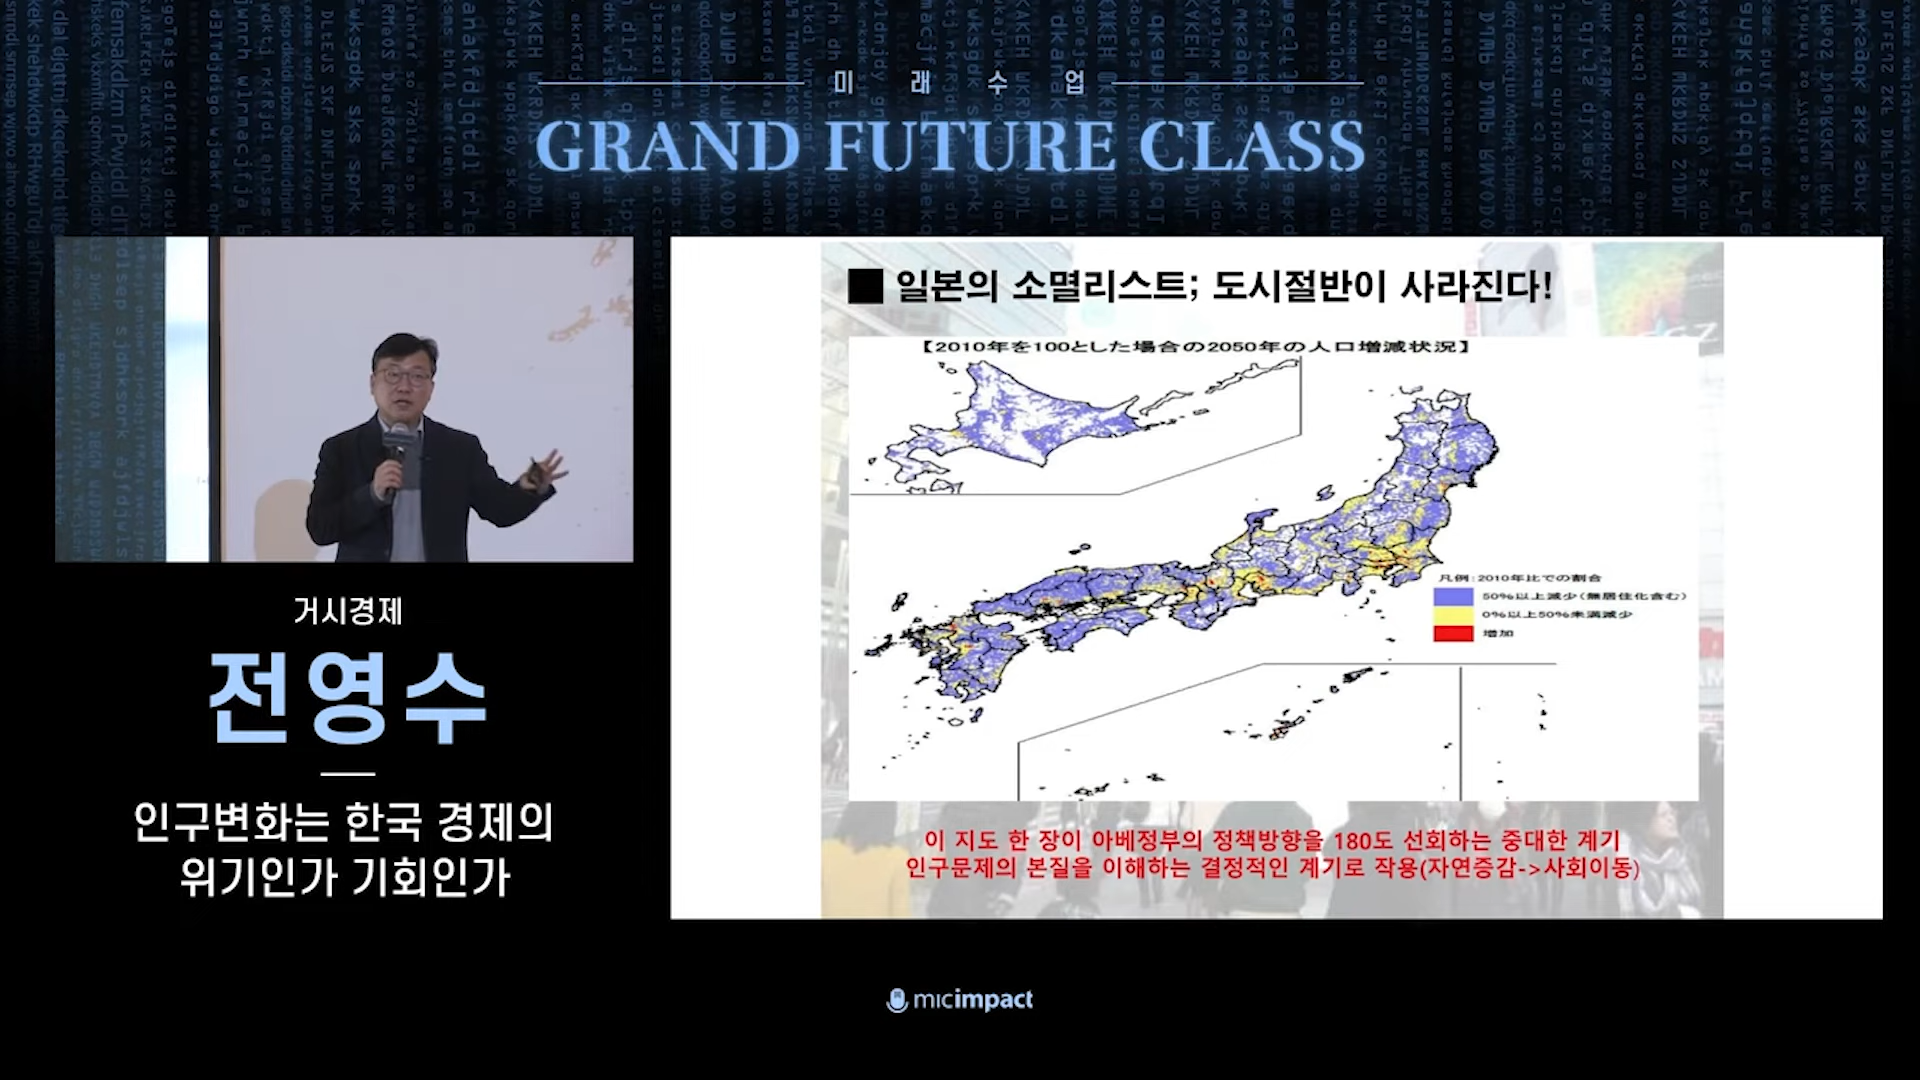 미래수업
GRAND FUTURE CLASS
■ 일본의 소멸리스트; 도시절반이 사라진다!
【2010年を100とした場合の2050年の人口増減状況】
凡例:2010年比での割合
50%以上減少(無居住化含む)
0%以上50%未満減少
増加
이 지도 한 장이 아베정부의 정책방향을 180도 선회하는 중대한 계기
인구문제의 본질을 이해하는 결정적인 계기로 작용(자연증감->사회이동)
거시경제
전영수
인구변화는 한국 경제의
위기인가 기회인가
micimpact